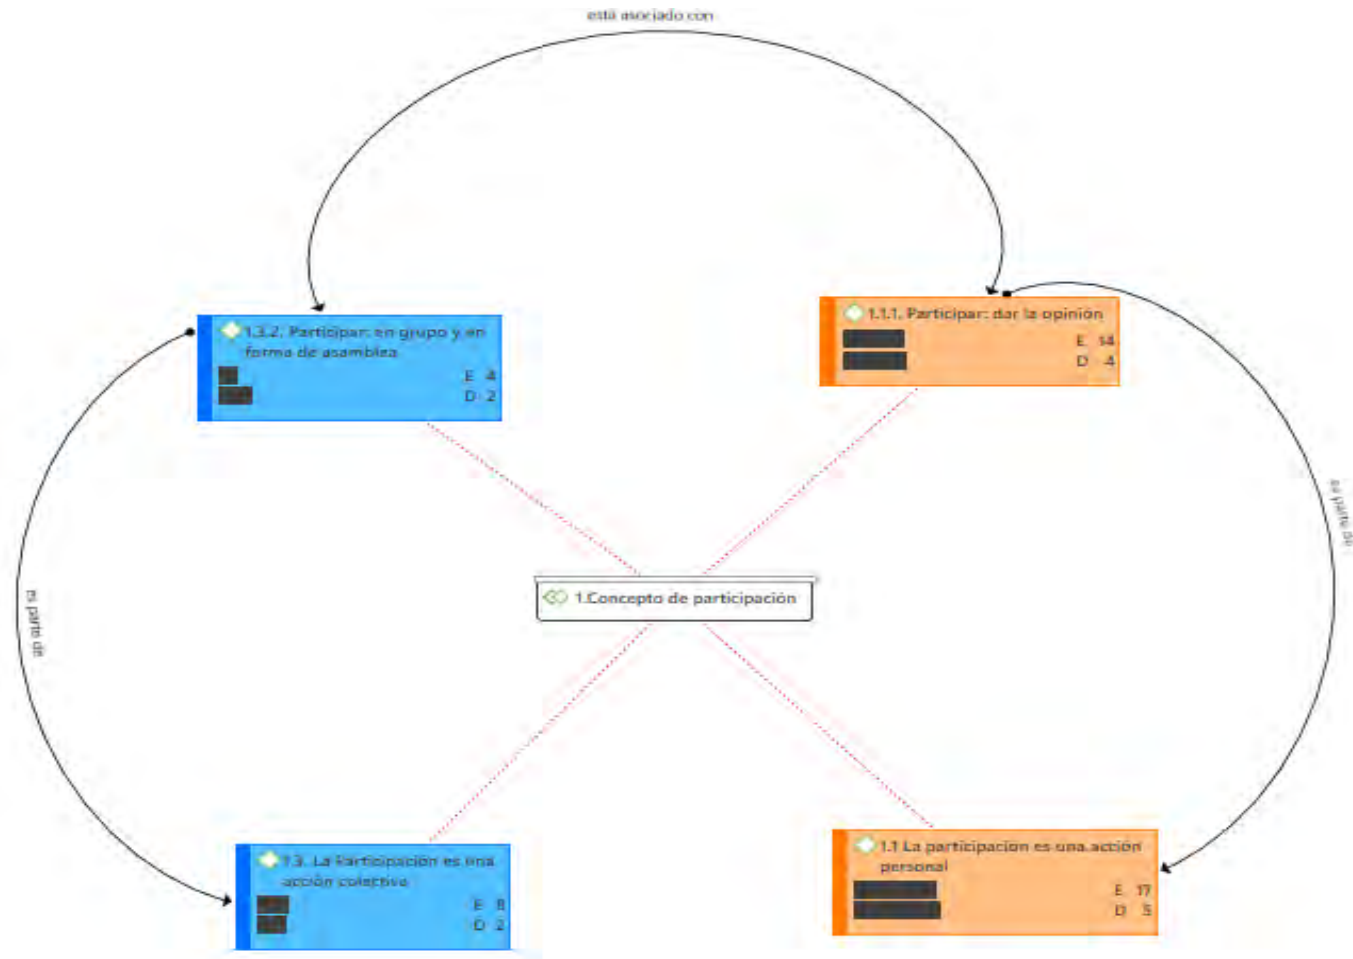 está asociado con
1.3.2. Participar: en grupo y en
forma de asamblea
E 4
D 2
1.1.1. Participar: dar la opinión
E 14
D 4
es parte de
es parte de
1.Concepto de participación
1.3. La Participación es una
acción colectiva
E 8
D 2
1.1 La participación es una acción
personal
E 17
D 5